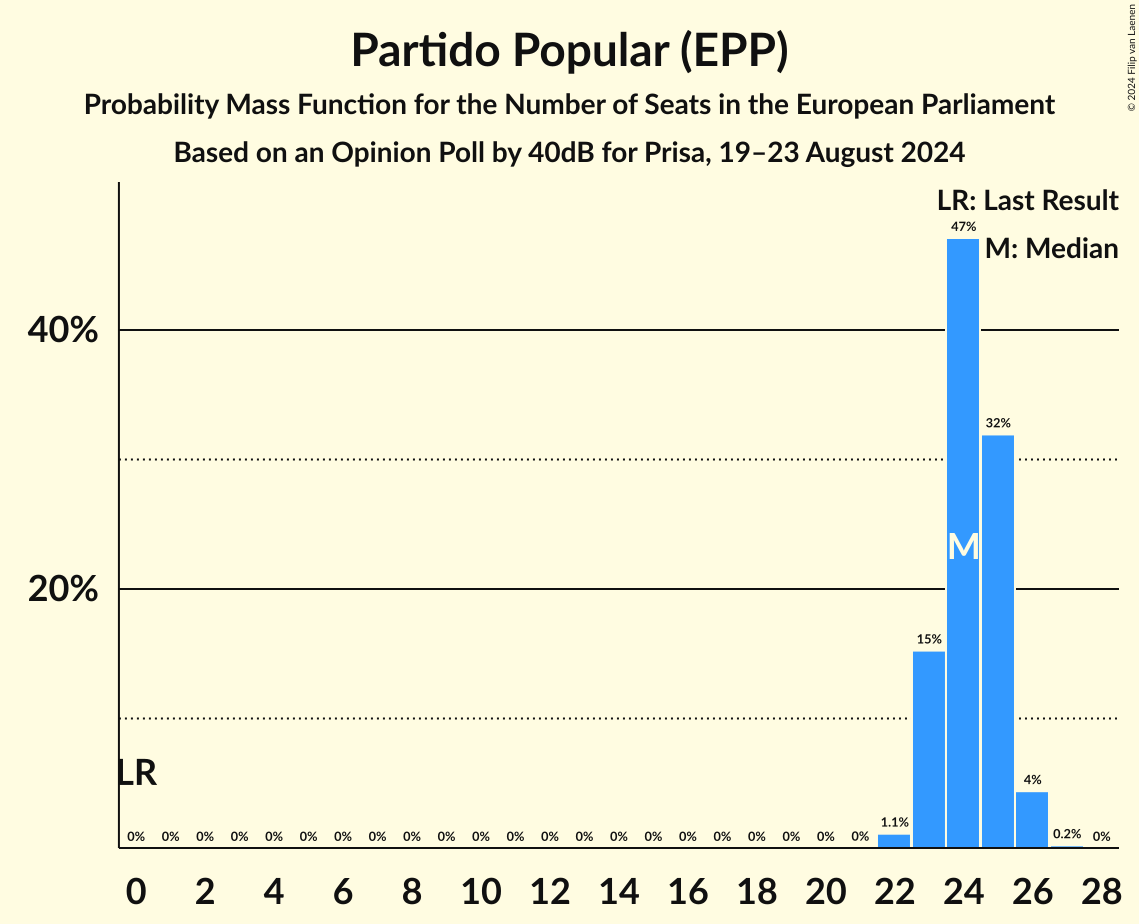 Partido Popular (EPP)
Probability Mass Function for the Number of Seats in the European Parliament
Based on an Opinion Poll by 40dB for Prisa, 19–23 August 2024
© 2024 Filip van Laenen
LR: Last Result
M: Median
47%
40%
32%
M
20%
15%
LR
4%
0% 0% 0% 0% 0% 0% 0% 0% 0% 0% 0% 0% 0% 0% 0% 0% 0% 0% 0% 0% 0% 0% 1.1% 0.2% 0%
0 2 4 6 8 10 12 14 16 18 20 22 24 26 28